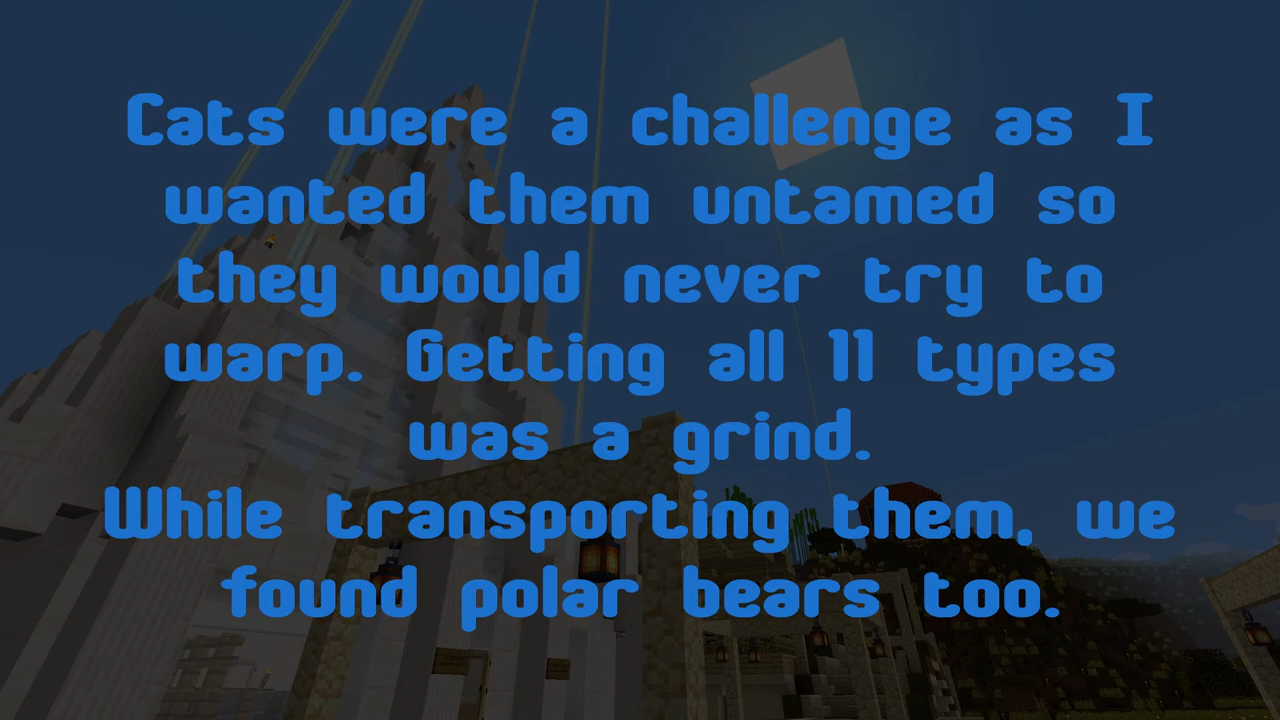 Cats were a challenge as I
wanted them untamed so
they would never try to
warp. Getting all 11 types
was a grind.
While transporting them, we
found polar bears too.